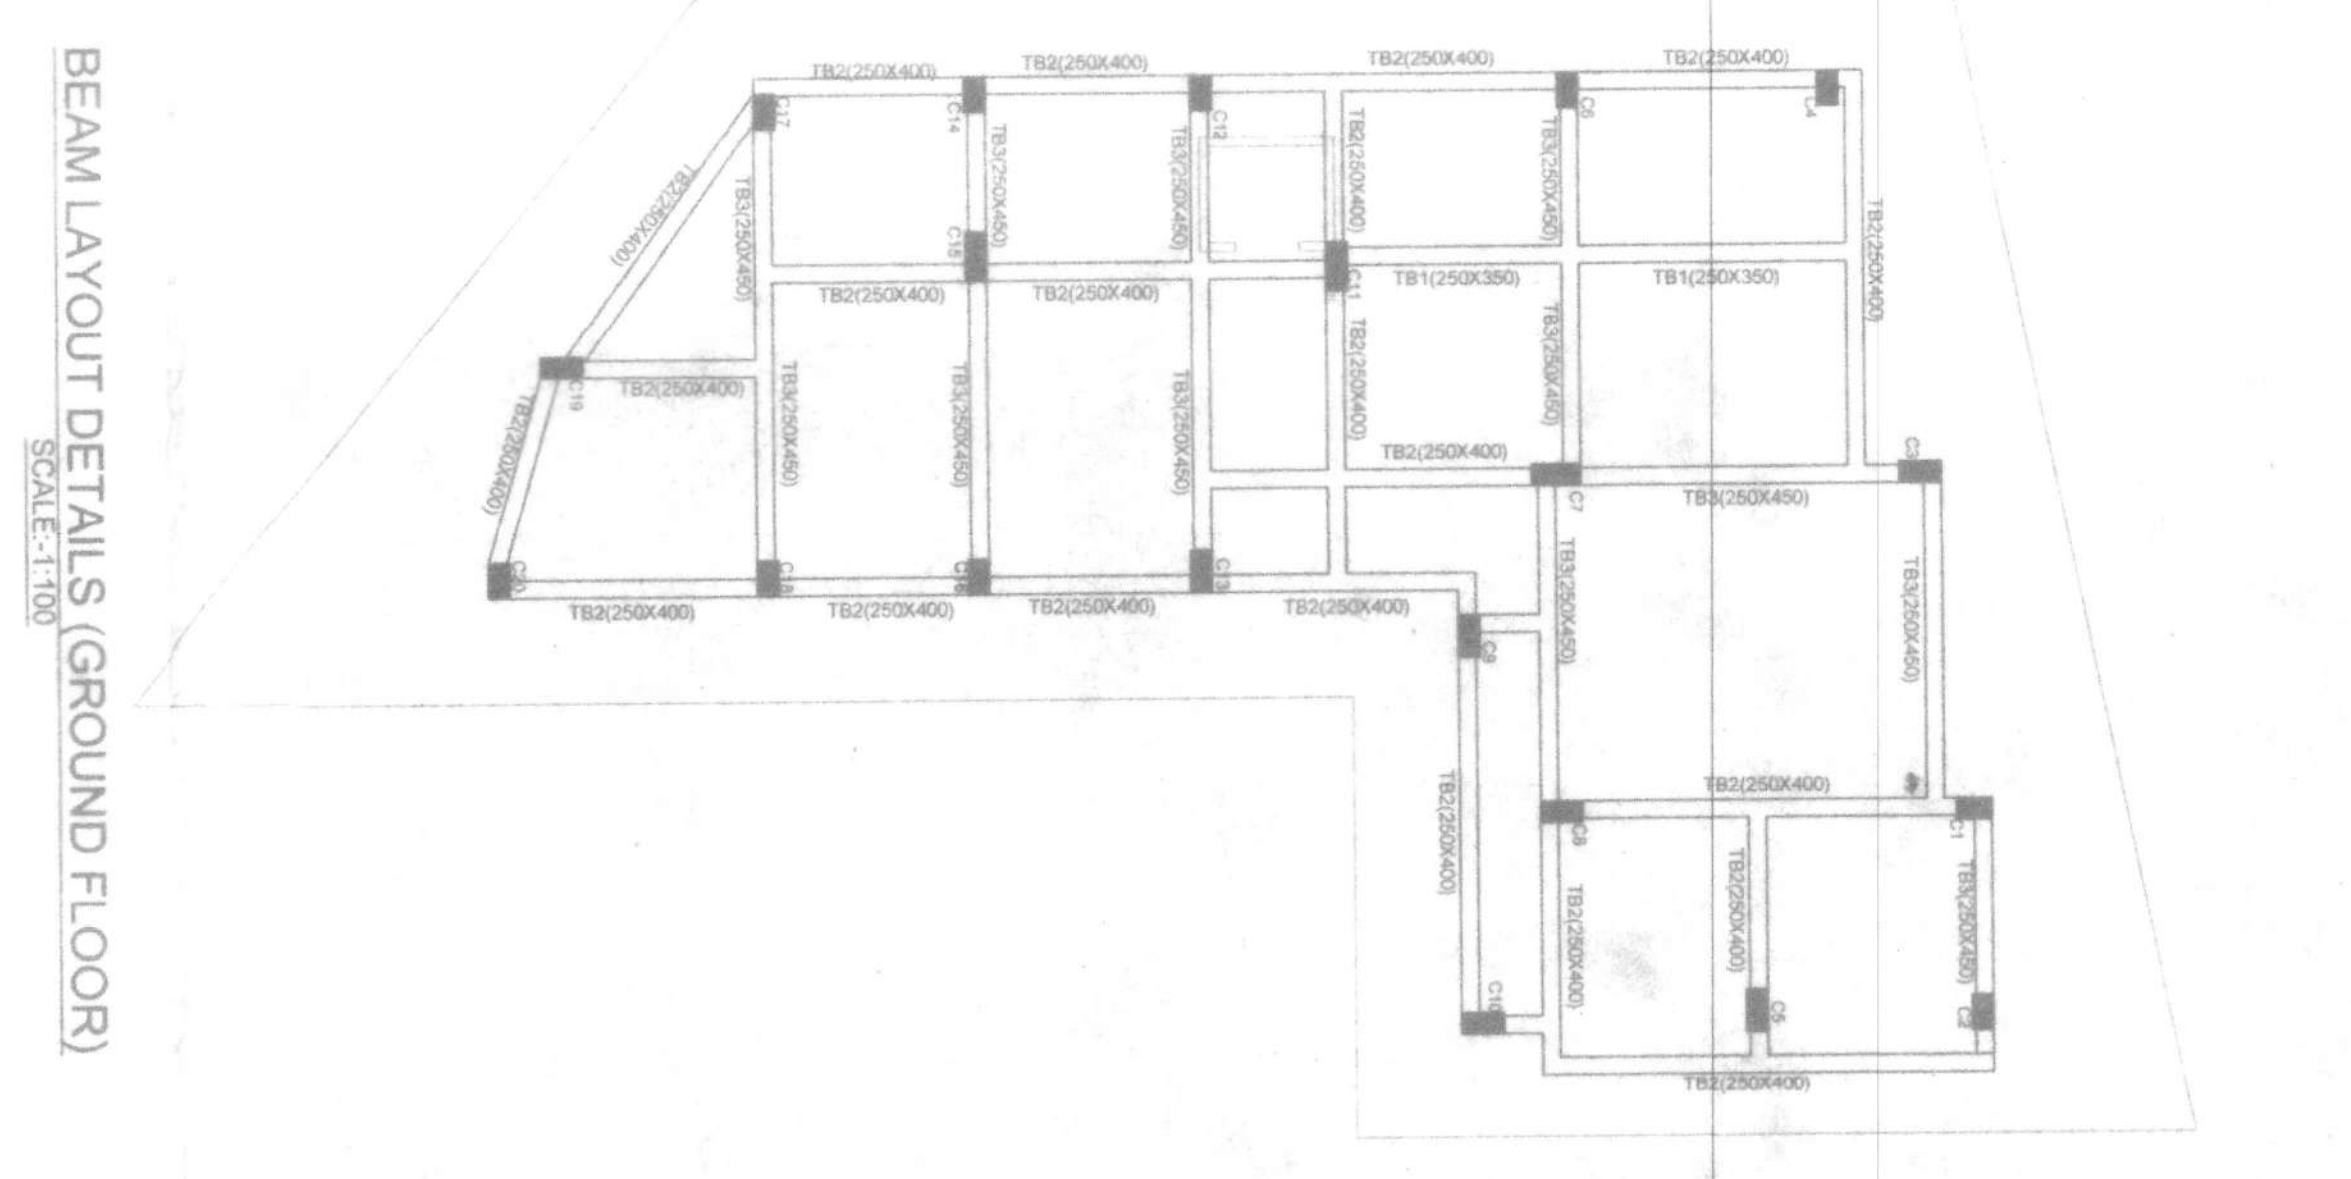 BEAM LAYOUT DETAILS (GROUND FLOOR)
SCALE:-1:100
TB2(250X400)
TB2(250X400)
TB2(250X400)
TB2(250X400)
C17
C14
C12
C6
C4
TB3(250X450)
TB3(250X450)
TB2(250X400)
TB3(250X450)
TB2(250X400)
TB3(250X450)
TB2(250X400)
C15
C11
TB2(250X400)
TB2(250X400)
TB1(250X350)
TB1(250X350)
TB3(250X450)
TB2(250X400)
C19
TB2(250X400)
TB3(250X450)
TB3(250X450)
TB3(250X450)
TB2(250X400)
C3
TB2(250X400)
C7
TB3(250X450)
C20
C18
C16
C13
TB2(250X400)
TB2(250X400)
TB2(250X400)
TB2(250X400)
TB3(250X450)
TB3(250X450)
C9
TB2(250X400)
TB2(250X400)
C8
C1
TB2(250X400)
TB2(250X400)
TB3(250X450)
C10
C5
C2
TB2(250X400)